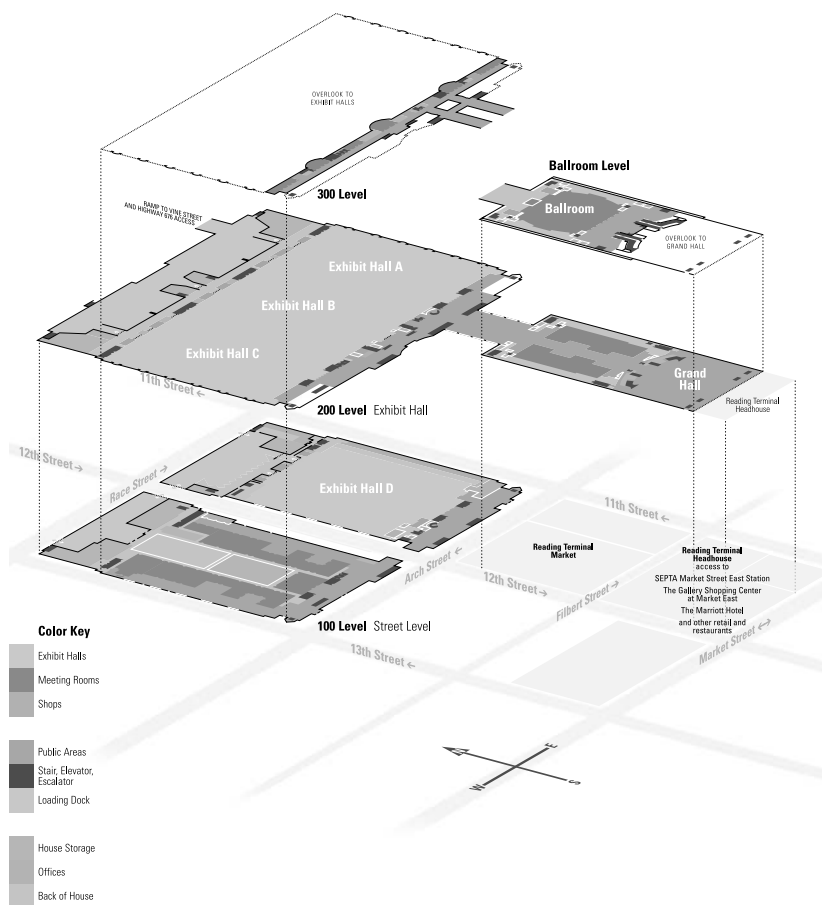 OVERLOOK TO
EXHIBIT HALLS
300 Level
Ballroom Level
Ballroom
OVERLOOK TO
GRAND HALL
RAMP TO VINE STREET
AND HIGHWAY 676 ACCESS
Exhibit Hall A
Exhibit Hall B
Exhibit Hall C
Grand
Hall
Reading Terminal
Headhouse
11th Street ←
200 Level Exhibit Hall
12th Street →
Race Street →
Exhibit Hall D
11th Street ←
Reading Terminal
Market
Reading Terminal
Headhouse
access to
SEPTA Market Street East Station
The Gallery Shopping Center
at Market East
The Marriott Hotel
and other retail and
restaurants
Arch Street ←
12th Street →
Filbert Street →
Market Street ↔
100 Level Street Level
13th Street ←
Color Key
Exhibit Halls
Meeting Rooms
Shops
Public Areas
Stair, Elevator,
Escalator
Loading Dock
House Storage
Offices
Back of House
E
W
S